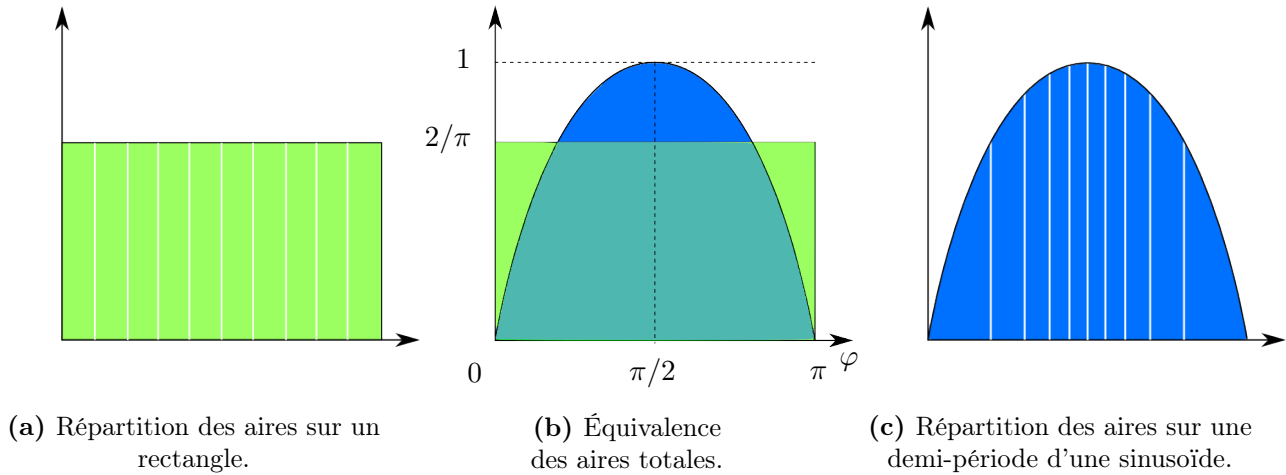 1
2/π
0
π/2
π
φ
(a) Répartition des aires sur un
rectangle.
(b) Équivalence
des aires totales.
(c) Répartition des aires sur une
demi-période d'une sinusoïde.